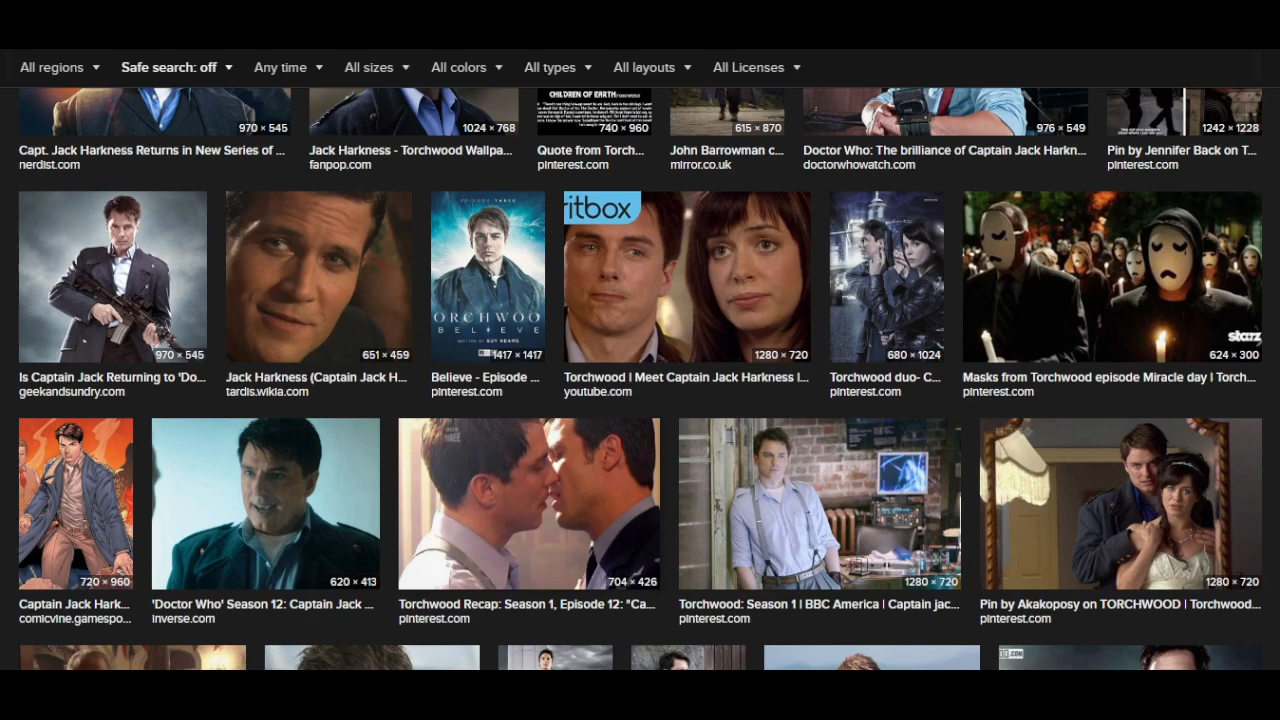 All regions
Safe search: off
Any time
All sizes
All colors
All types
All layouts
All Licenses
CHILDREN OF EARTH
970 × 545
1024 × 768
740 × 960
615 × 870
976 × 549
1242 × 1228
Capt. Jack Harkness Returns in New Series of ...
nerdist.com
Jack Harkness - Torchwood Wallpa...
fanpop.com
Quote from Torch...
pinterest.com
John Barrowman c...
mirror.co.uk
Doctor Who: The brilliance of Captain Jack Harkn...
doctorwhowatch.com
Pin by Jennifer Back on T...
pinterest.com
EPISODE THREE
ORCHWOO
BELIEVE
WRITTEN BY GUY ADAMS
ritbox
starz
970 × 545
651 × 459
1417 × 1417
1280 × 720
680 × 1024
624 × 300
Is Captain Jack Returning to 'Do...
geekandsundry.com
Jack Harkness (Captain Jack H...
tardis.wikia.com
Believe - Episode ...
pinterest.com
Torchwood | Meet Captain Jack Harkness |...
youtube.com
Torchwood duo- C...
pinterest.com
Masks from Torchwood episode Miracle day | Torch...
pinterest.com
THREE
720 × 960
620 × 413
704 × 426
1280 × 720
1280 × 720
Captain Jack Hark...
comicvine.gamespo...
'Doctor Who' Season 12: Captain Jack ...
inverse.com
Torchwood Recap: Season 1, Episode 12: "Ca...
pinterest.com
Torchwood: Season 1 | BBC America | Captain jac...
pinterest.com
Pin by Akakoposy on TORCHWOOD | Torchwood...
pinterest.com